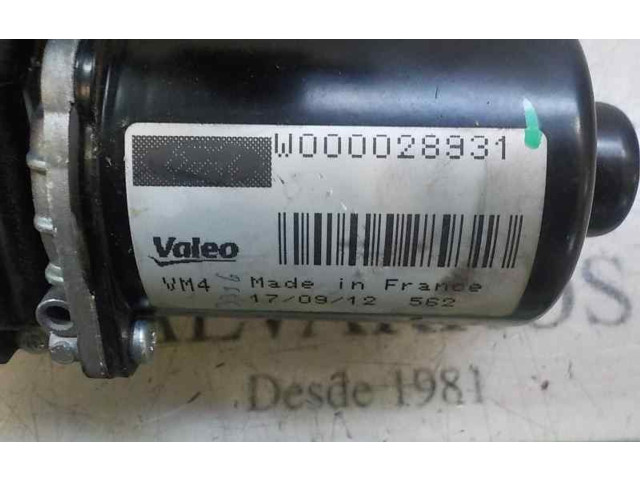 W000028931
Valeo
VM4
Made in France
17/09/12 562
Desde 1981